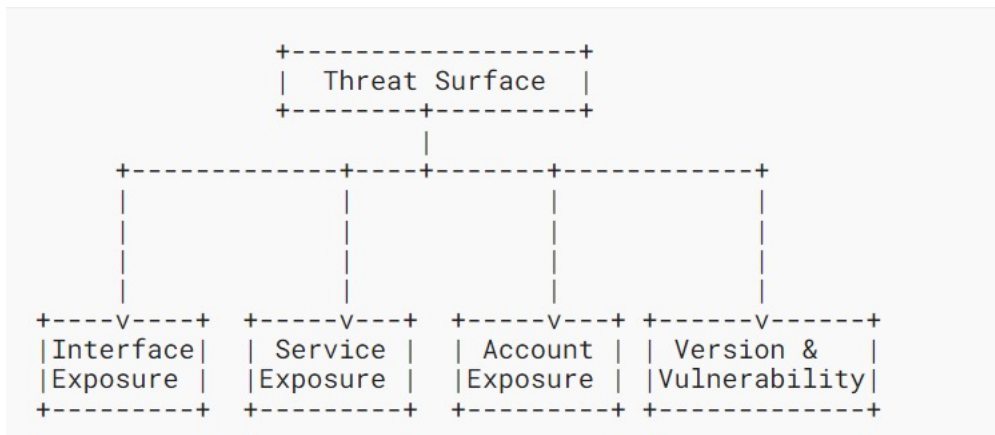 +------------------+
|  Threat Surface  |
+--------+---------+
|
+-------------+----+-------+------------+
|             |            |            |
|             |            |            |
|             |            |            |
|             |            |            |
+----v----+  +-----v---+  +-----v---+ +------v------+
|Interface|  | Service |  | Account | | Version &   |
|Exposure |  |Exposure |  |Exposure | |Vulnerability|
+---------+  +---------+  +---------+ +-------------+